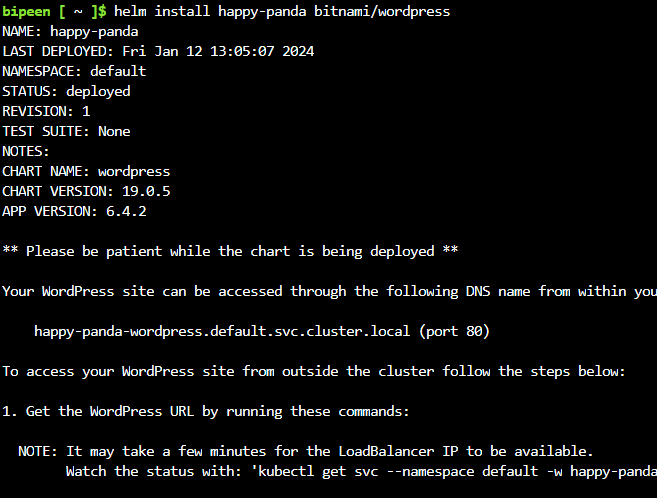 bipeen [ ~ ]$ helm install happy-panda bitnami/wordpress
NAME: happy-panda
LAST DEPLOYED: Fri Jan 12 13:05:07 2024
NAMESPACE: default
STATUS: deployed
REVISION: 1
TEST SUITE: None
NOTES:
CHART NAME: wordpress
CHART VERSION: 19.0.5
APP VERSION: 6.4.2
** Please be patient while the chart is being deployed **
Your WordPress site can be accessed through the following DNS name from within you
happy-panda-wordpress.default.svc.cluster.local (port 80)
To access your WordPress site from outside the cluster follow the steps below:
1. Get the WordPress URL by running these commands:
NOTE: It may take a few minutes for the LoadBalancer IP to be available.
Watch the status with: 'kubectl get svc --namespace default -w happy-panda